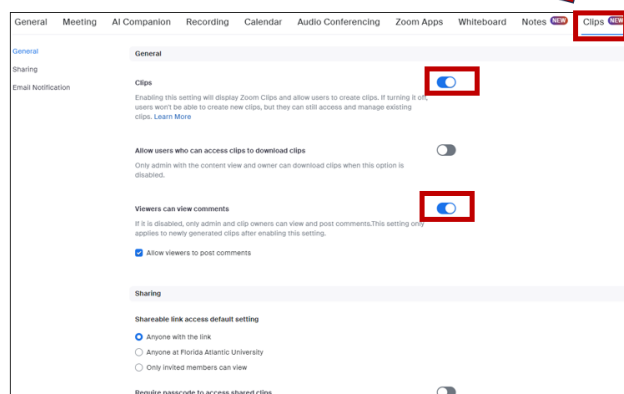 General Meeting AI Companion Recording Calendar Audio Conferencing Zoom Apps Whiteboard Notes NEW Clips NEW
General
Sharing
Email Notification
General
Clips
Enabling this setting will display Zoom Clips and allow users to create clips. If turning it off,
users won't be able to create new clips, but they can still access and manage existing
clips. Learn More
Allow users who can access clips to download clips
Only admin with the content view and owner can download clips when this option is
disabled.
Viewers can view comments
If it is disabled, only admin and clip owners can view and post comments.This setting only
applies to newly generated clips after enabling this setting.
Allow viewers to post comments
Sharing
Shareable link access default setting
Anyone with the link
Anyone at Florida Atlantic University
Only invited members can view
Require passcode to access shared clips